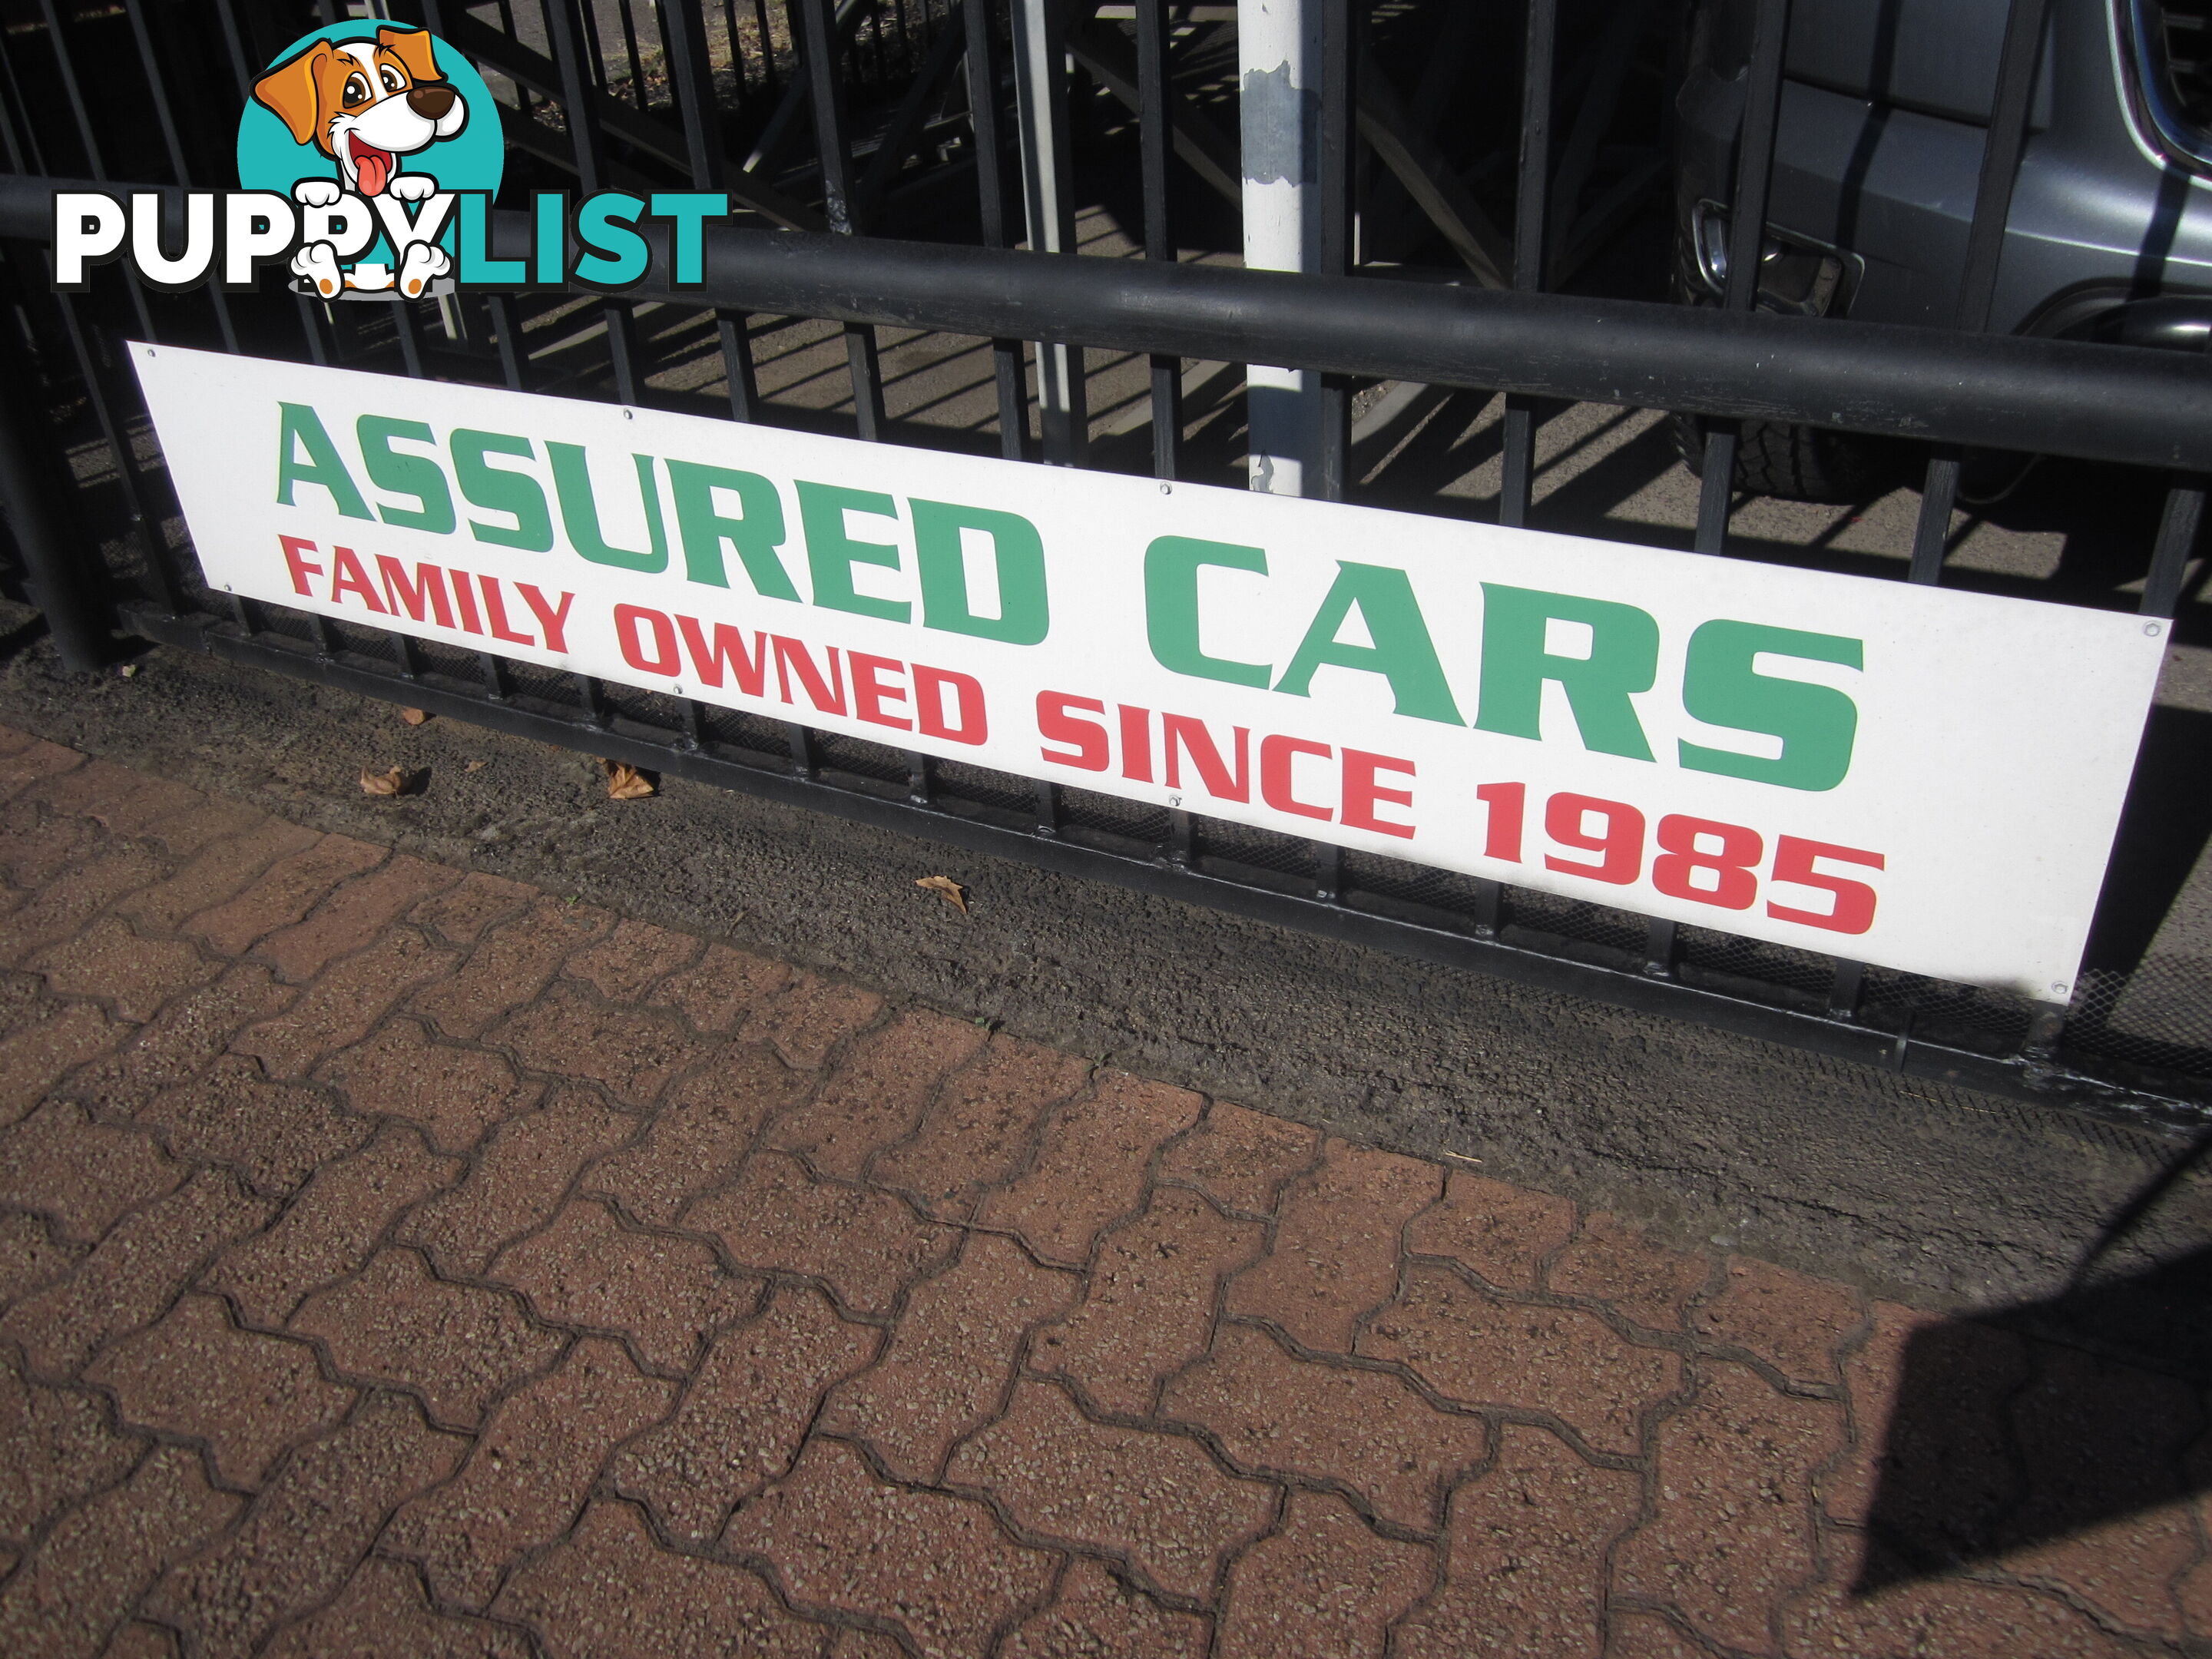 PUPPYLIST
ASSURED CARS
FAMILY OWNED SINCE 1985